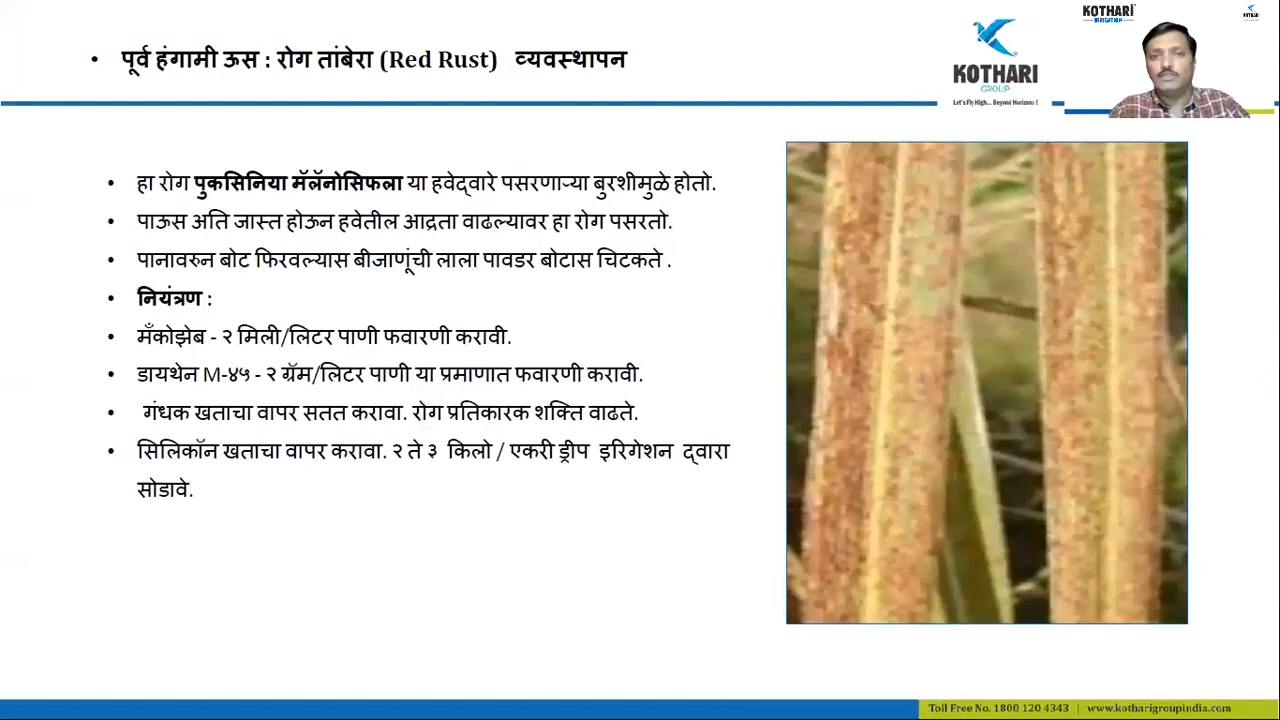 KOTHARI
IRRIGATION
KOTHARI
• पूर्व हंगामी ऊस : रोग तांबेरा (Red Rust) व्यवस्थापन
KOTHARI
GROUP
Let's Fly High... Beyond Horizons !
• हा रोग पुकसिनिया मॅलॅनोसिफला या हवेद्वारे पसरणाऱ्या बुरशीमुळे होतो.
• पाऊस अति जास्त होऊन हवेतील आद्रता वाढल्यावर हा रोग पसरतो.
• पानावरुन बोट फिरवल्यास बीजाणूंची लाला पावडर बोटास चिटकते .
• नियंत्रण :
• मँकोझेब - २ मिली/लिटर पाणी फवारणी करावी.
• डायथेन M-४५ - २ ग्रॅम/लिटर पाणी या प्रमाणात फवारणी करावी.
• गंधक खताचा वापर सतत करावा. रोग प्रतिकारक शक्ति वाढते.
• सिलिकॉन खताचा वापर करावा. २ ते ३ किलो / एकरी ड्रीप इरिगेशन द्वारा
सोडावे.
Toll Free No. 1800 120 4343 | www.kotharigroupindia.com